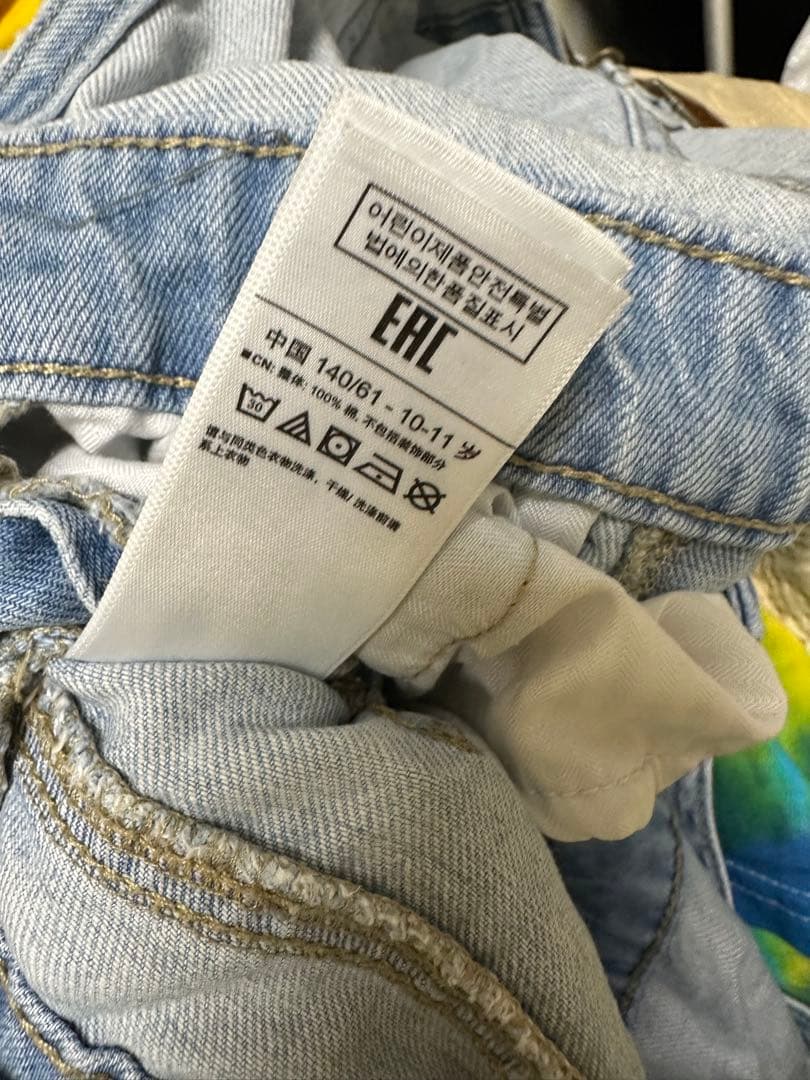 어린이제품안전특별
법에의한품질표시
EAC
中国 140/61 - 10-11 岁
CN: 壹体: 100% 棉, 不包括装饰部分
30
请与同类色衣物洗涤, 干燥/ 洗涤前请
系上衣物